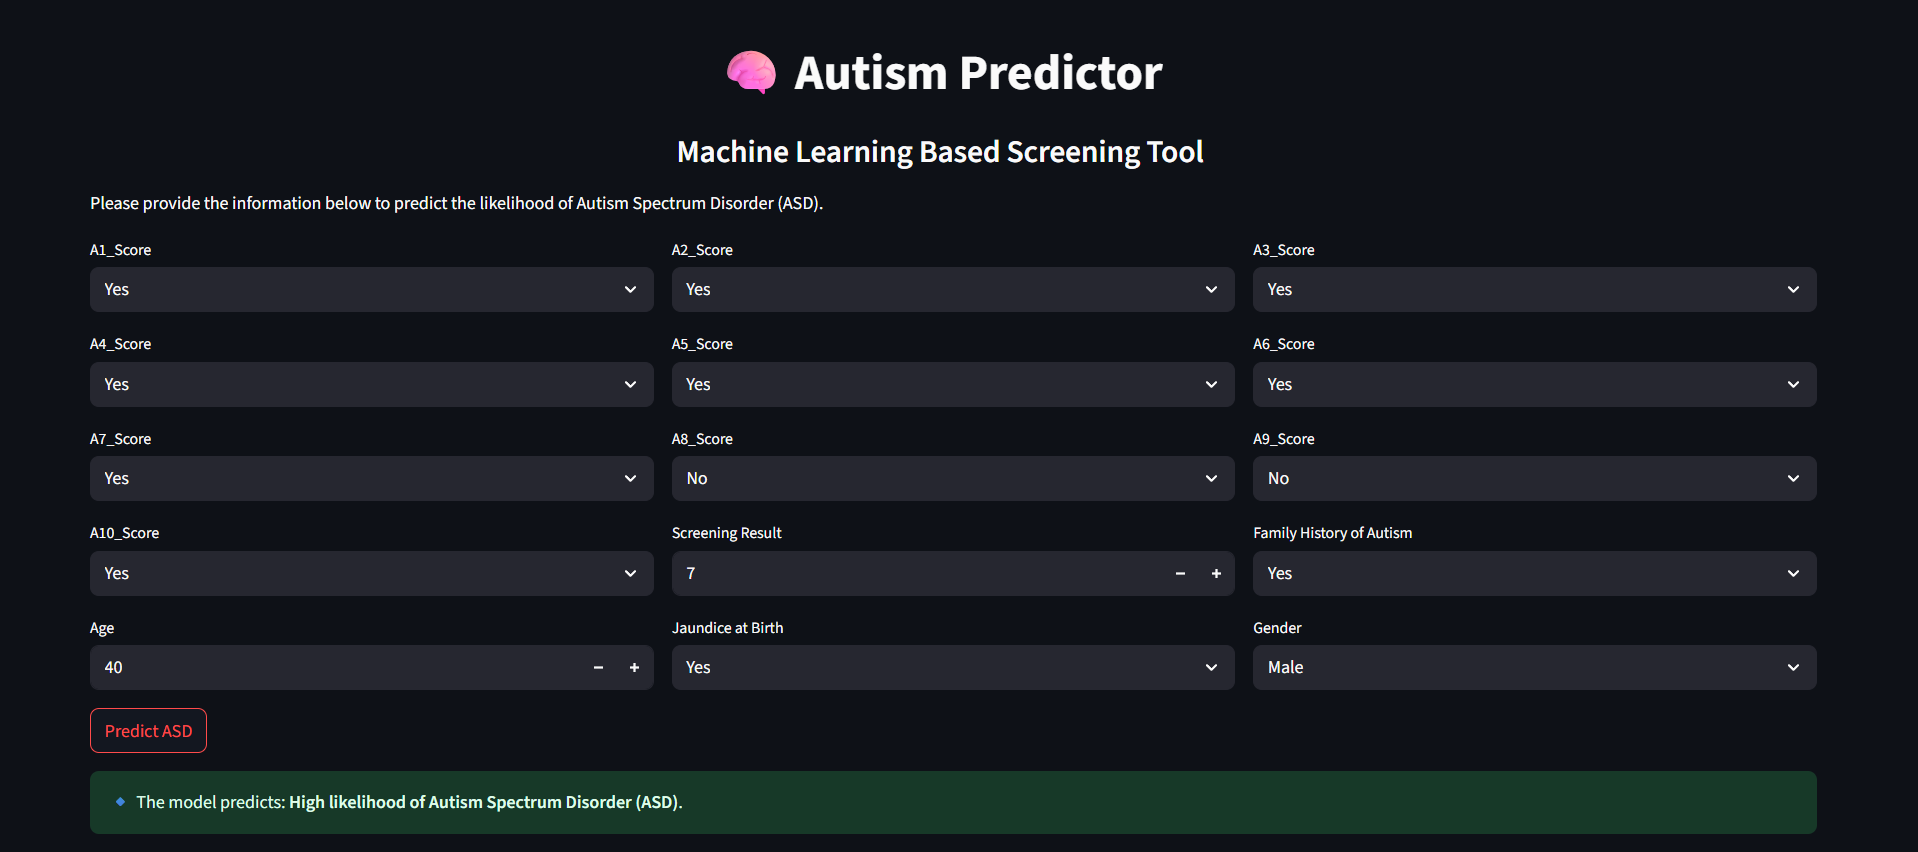 Autism Predictor
Machine Learning Based Screening Tool
Please provide the information below to predict the likelihood of Autism Spectrum Disorder (ASD).
A1_Score
A2_Score
A3_Score
Yes
Yes
Yes
A4_Score
A5_Score
A6_Score
Yes
Yes
Yes
A7_Score
A8_Score
A9_Score
Yes
No
No
A10_Score
Screening Result
Family History of Autism
Yes
7
Yes
Age
Jaundice at Birth
Gender
40
Yes
Male
Predict ASD
The model predicts: High likelihood of Autism Spectrum Disorder (ASD).